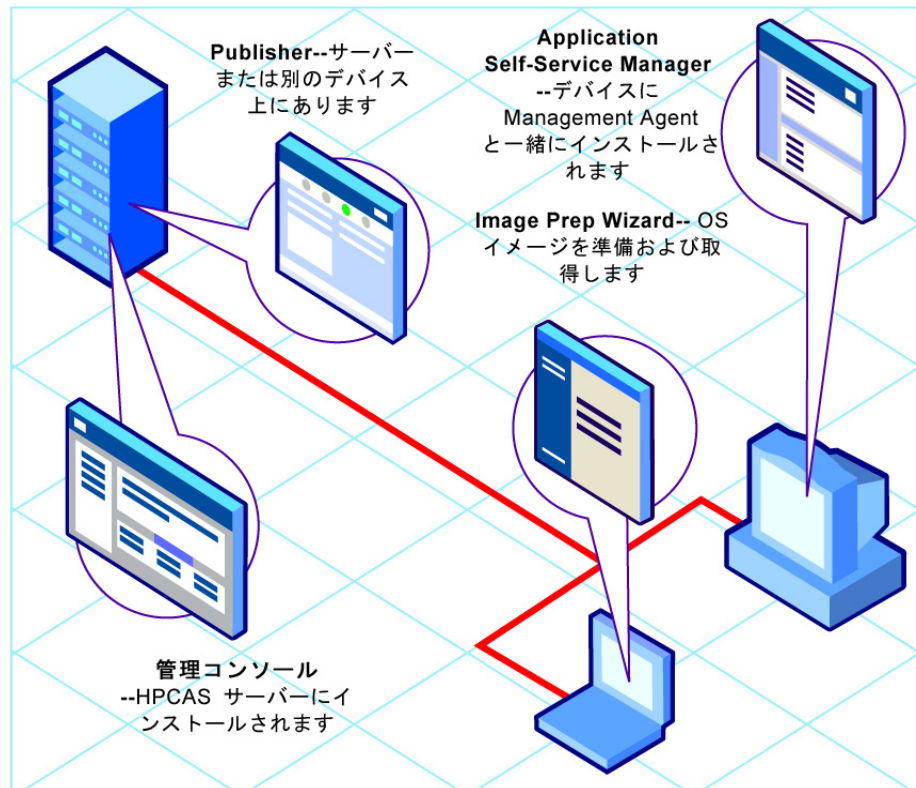 Publisher--サーバー
または別のデバイス
上にあります
Application
Self-Service Manager
--デバイスに
Management Agent
と一緒にインストールさ
れます
Image Prep Wizard-- OS
イメージを準備および取
得します
管理コンソール
--HPCAS サーバーにイ
ンストールされます